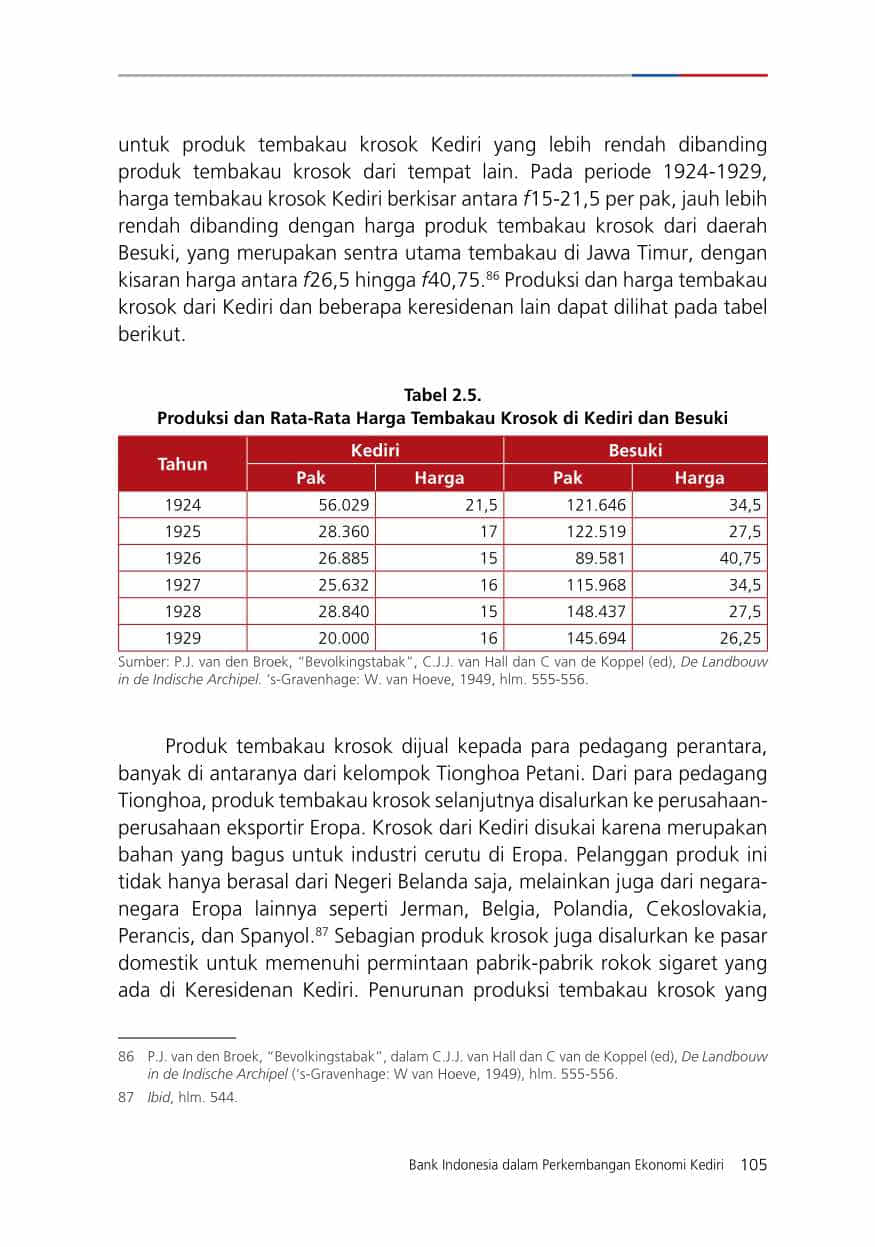 untuk produk tembakau krosok Kediri yang lebih rendah dibanding
produk tembakau krosok dari tempat lain. Pada periode 1924-1929,
harga tembakau krosok Kediri berkisar antara f15-21,5 per pak, jauh lebih
rendah dibanding dengan harga produk tembakau krosok dari daerah
Besuki, yang merupakan sentra utama tembakau di Jawa Timur, dengan
kisaran harga antara f26,5 hingga f40,75.86 Produksi dan harga tembakau
krosok dari Kediri dan beberapa keresidenan lain dapat dilihat pada tabel
berikut.
Tabel 2.5.
Produksi dan Rata-Rata Harga Tembakau Krosok di Kediri dan Besuki
Tahun Kediri Besuki
Pak Harga Pak Harga
1924 56.029 21,5 121.646 34,5
1925 28.360 17 122.519 27,5
1926 26.885 15 89.581 40,75
1927 25.632 16 115.968 34,5
1928 28.840 15 148.437 27,5
1929 20.000 16 145.694 26,25
Sumber: P.J. van den Broek, “Bevolkingstabak”, C.J.J. van Hall dan C van de Koppel (ed), De Landbouw
in de Indische Archipel. ‘s-Gravenhage: W. van Hoeve, 1949, hlm. 555-556.
Produk tembakau krosok dijual kepada para pedagang perantara,
banyak di antaranya dari kelompok Tionghoa Petani. Dari para pedagang
Tionghoa, produk tembakau krosok selanjutnya disalurkan ke perusahaan-
perusahaan eksportir Eropa. Krosok dari Kediri disukai karena merupakan
bahan yang bagus untuk industri cerutu di Eropa. Pelanggan produk ini
tidak hanya berasal dari Negeri Belanda saja, melainkan juga dari negara-
negara Eropa lainnya seperti Jerman, Belgia, Polandia, Cekoslovakia,
Perancis, dan Spanyol.87 Sebagian produk krosok juga disalurkan ke pasar
domestik untuk memenuhi permintaan pabrik-pabrik rokok sigaret yang
ada di Keresidenan Kediri. Penurunan produksi tembakau krosok yang
86 P.J. van den Broek, “Bevolkingstabak”, dalam C.J.J. van Hall dan C van de Koppel (ed), De Landbouw
in de Indische Archipel (‘s-Gravenhage: W van Hoeve, 1949), hlm. 555-556.
87 Ibid, hlm. 544.
Bank Indonesia dalam Perkembangan Ekonomi Kediri 105